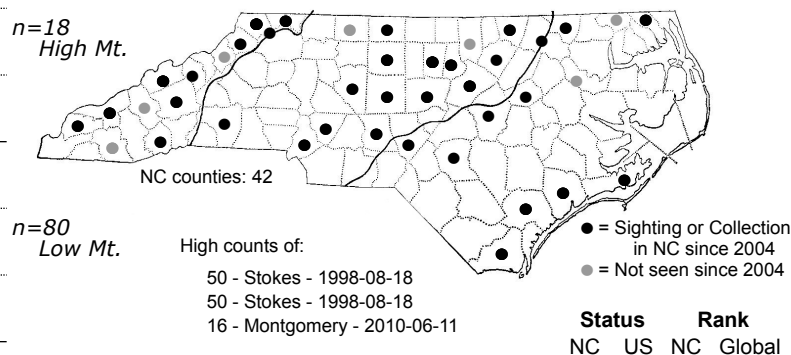 n=18
High Mt.
NC counties: 42
n=80
Low Mt.
High counts of:
50 - Stokes - 1998-08-18
50 - Stokes - 1998-08-18
16 - Montgomery - 2010-06-11
● = Sighting or Collection
in NC since 2004
● = Not seen since 2004
Status Rank
NC US NC Global